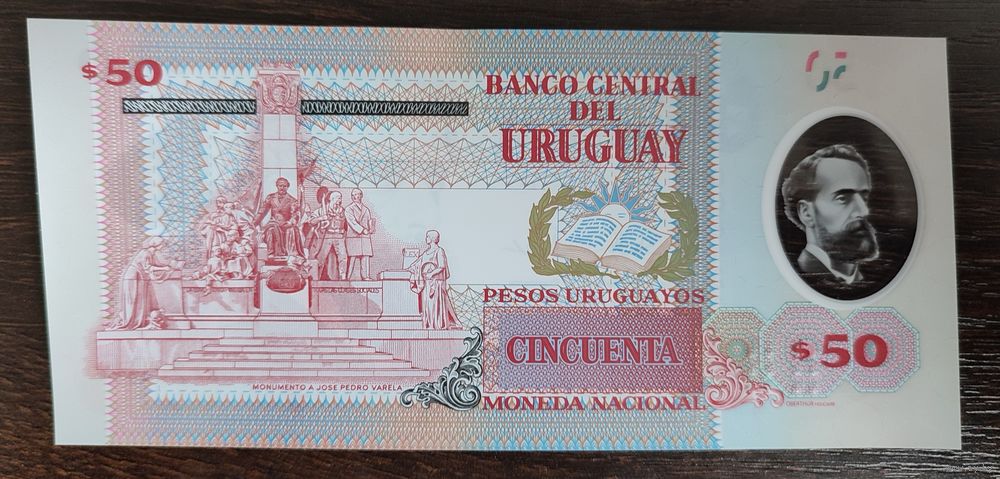 $ 50
BANCO CENTRAL
DEL
URUGUAY
PESOS URUGUAYOS
CINCUENTA
MONEDA NACIONAL
MONUMENTO A JOSE PEDRO VARELA
$ 50